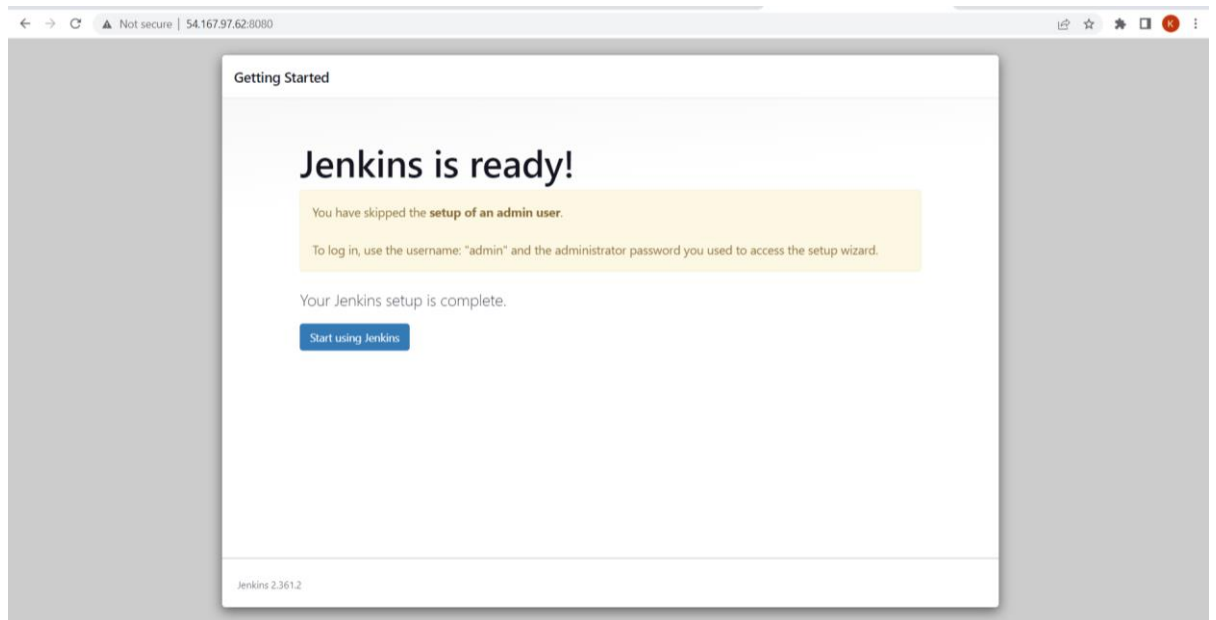 Not secure | 54.167.97.62:8080
K
Getting Started
Jenkins is ready!
You have skipped the setup of an admin user.
To log in, use the username: "admin" and the administrator password you used to access the setup wizard.
Your Jenkins setup is complete.
Start using Jenkins
Jenkins 2.361.2